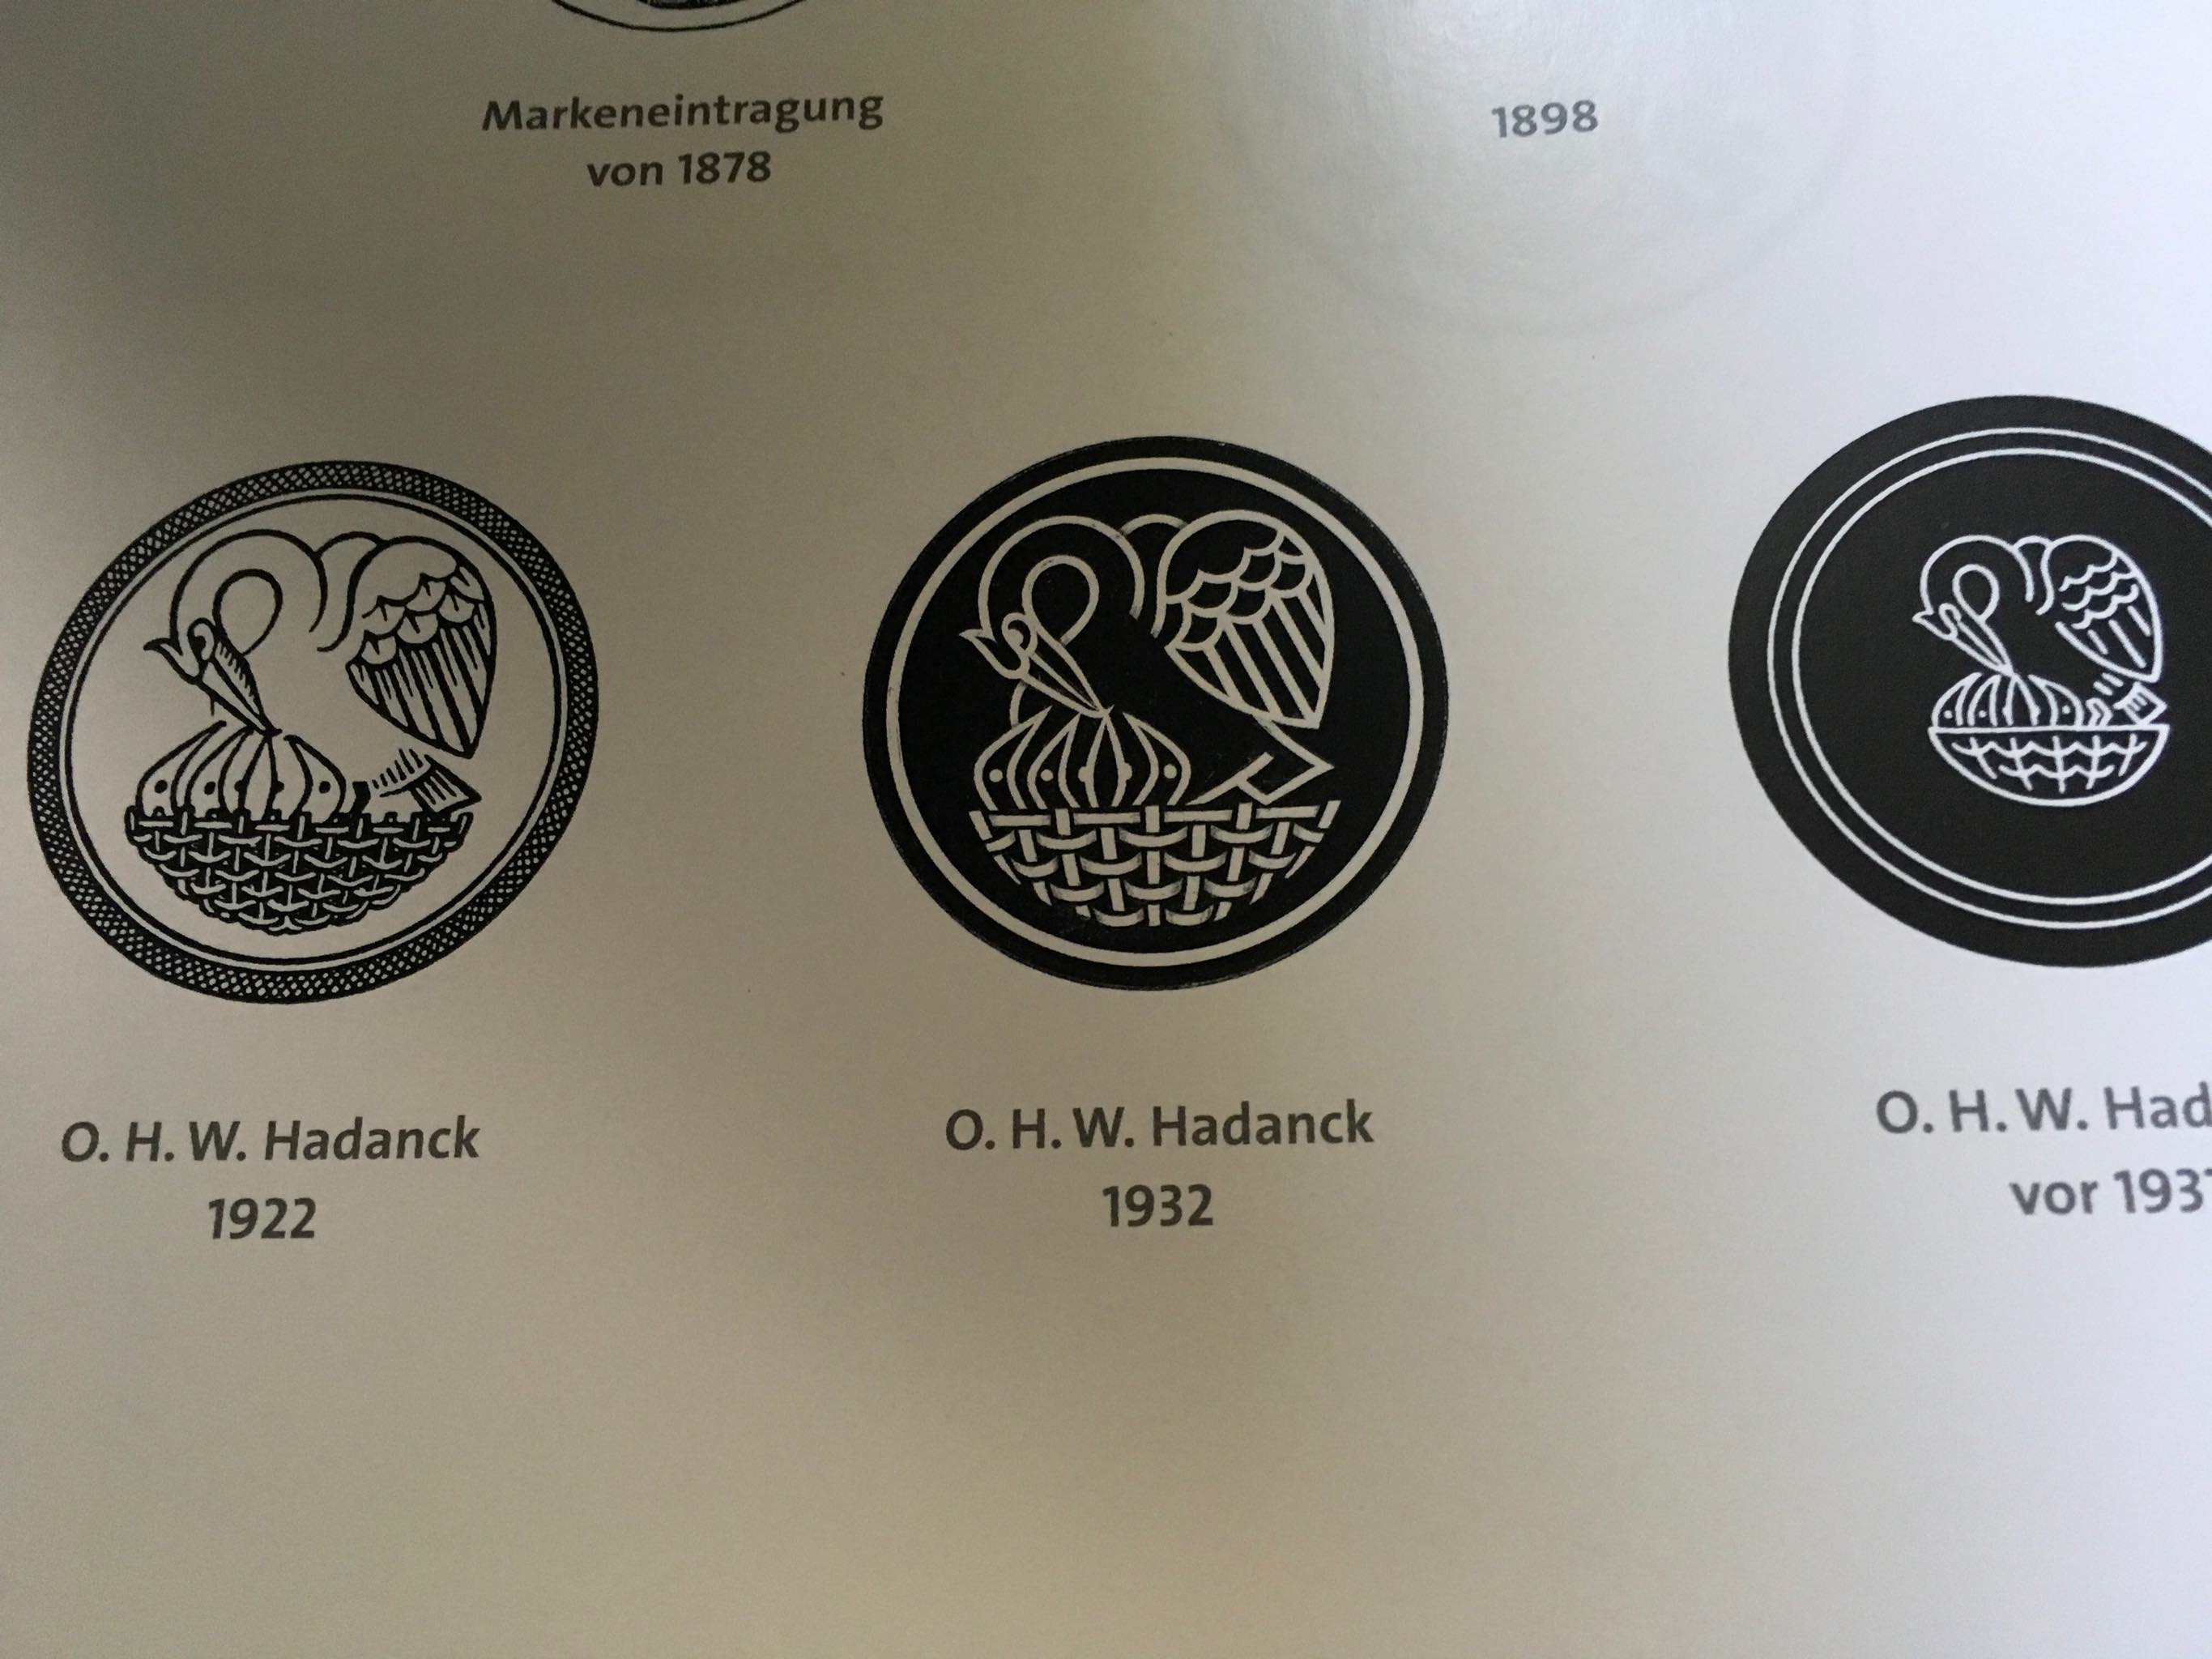 Markeneintragung
von 1878
1898
O. H. W. Hadanck
1922
O. H. W. Hadanck
1932
O. H. W. Had
vor 193